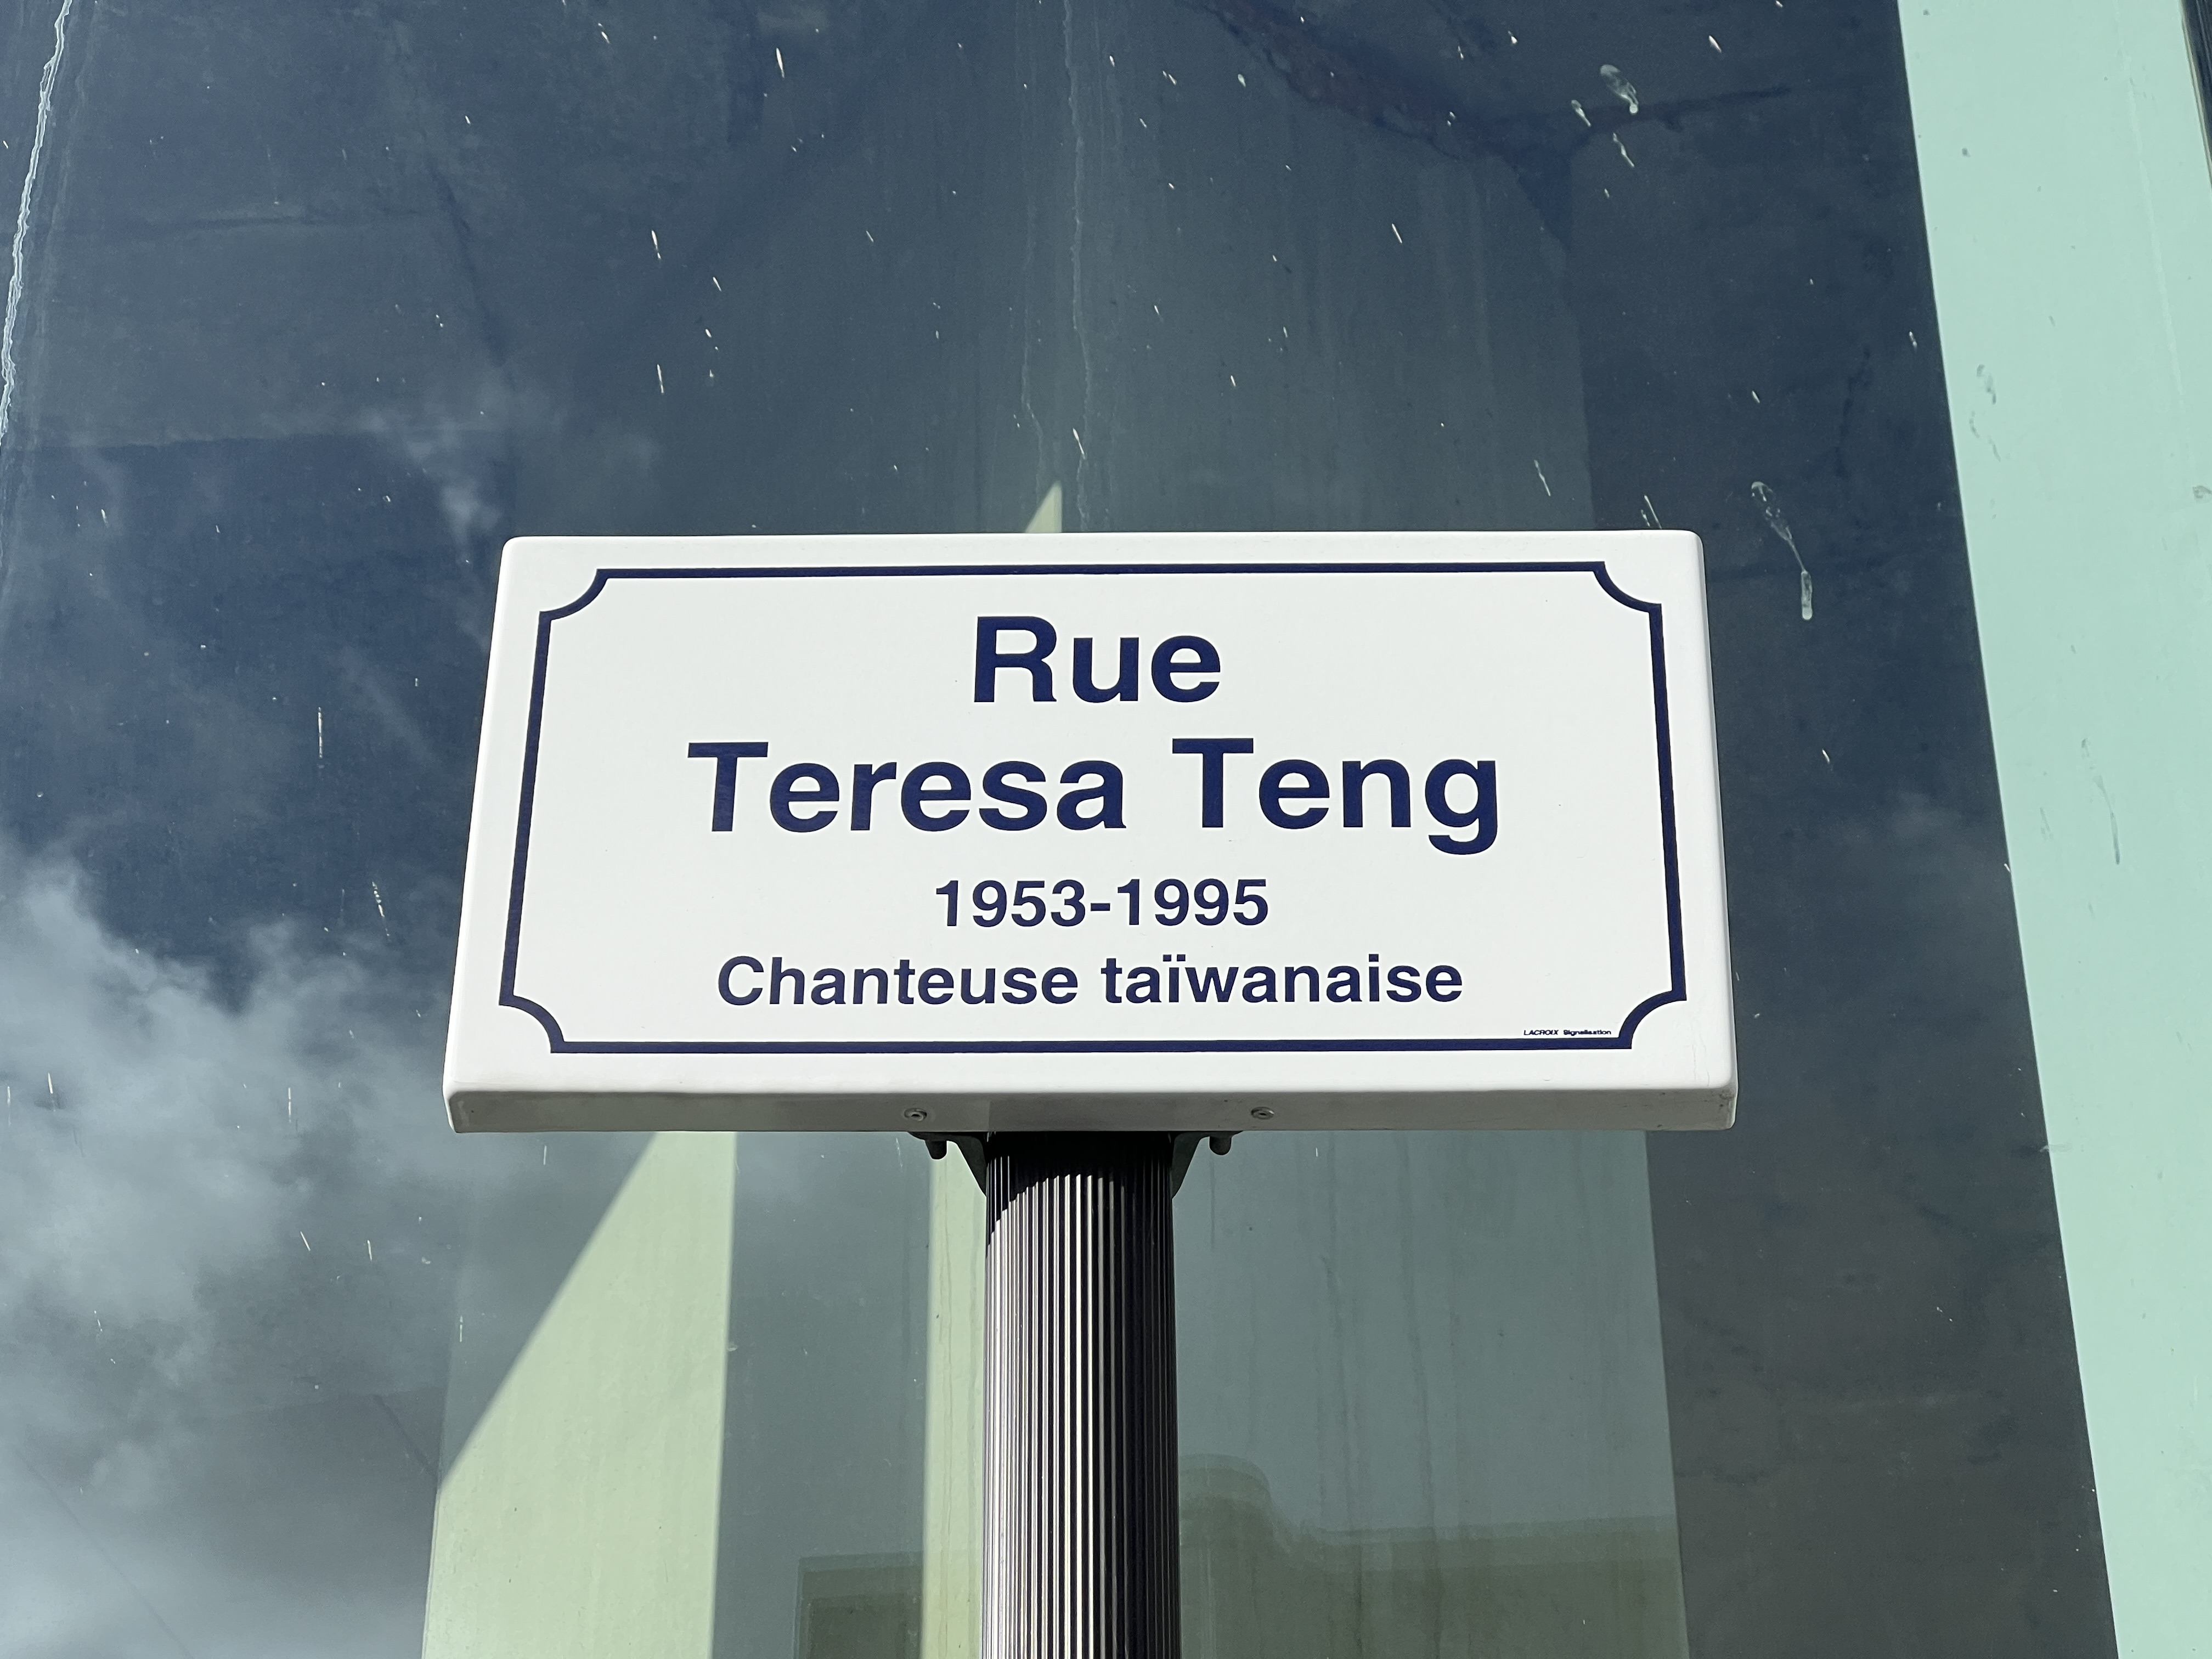 Rue
Teresa Teng
1953-1995
Chanteuse taïwanaise
LACROIX Signalisation